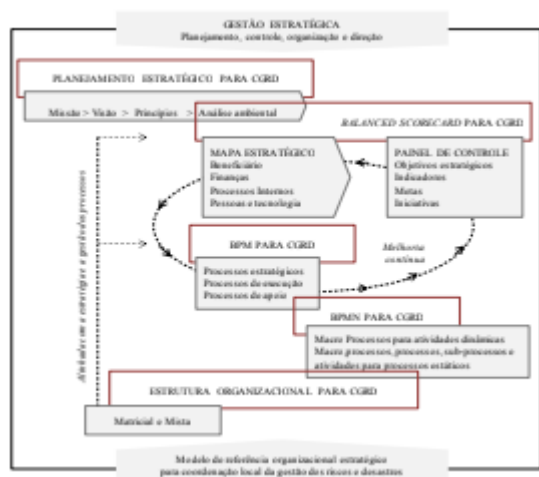 GESTÃO ESTRATÉGICA
Planejamento, controle, organização e direção
PLANEJAMENTO ESTRATÉGICO PARA CGRD
Missão > Visão > Princípios > Análise ambiental
BALANCED SCORECARD PARA CGRD
MAPA ESTRATÉGICO
Beneficiário
Finanças
Processos Internos
Pessoas e tecnologia
PAINEL DE CONTROLE
Objetivos estratégicos
Indicadores
Metas
Iniciativas
BPM PARA CGRD
Processos estratégicos
Processos de execução
Processos de apoio
Melhoria
contínua
BPMN PARA CGRD
Macro Processos para atividades dinâmicas
Macro processos, processos, sub-processos e
atividades para processos estáticos
ESTRUTURA ORGANIZACIONAL PARA CGRD
Matricial e Mista
estratégia e gestão dos processos
Modelo de referência organizacional estratégico
para coordenação local da gestão dos riscos e desastres